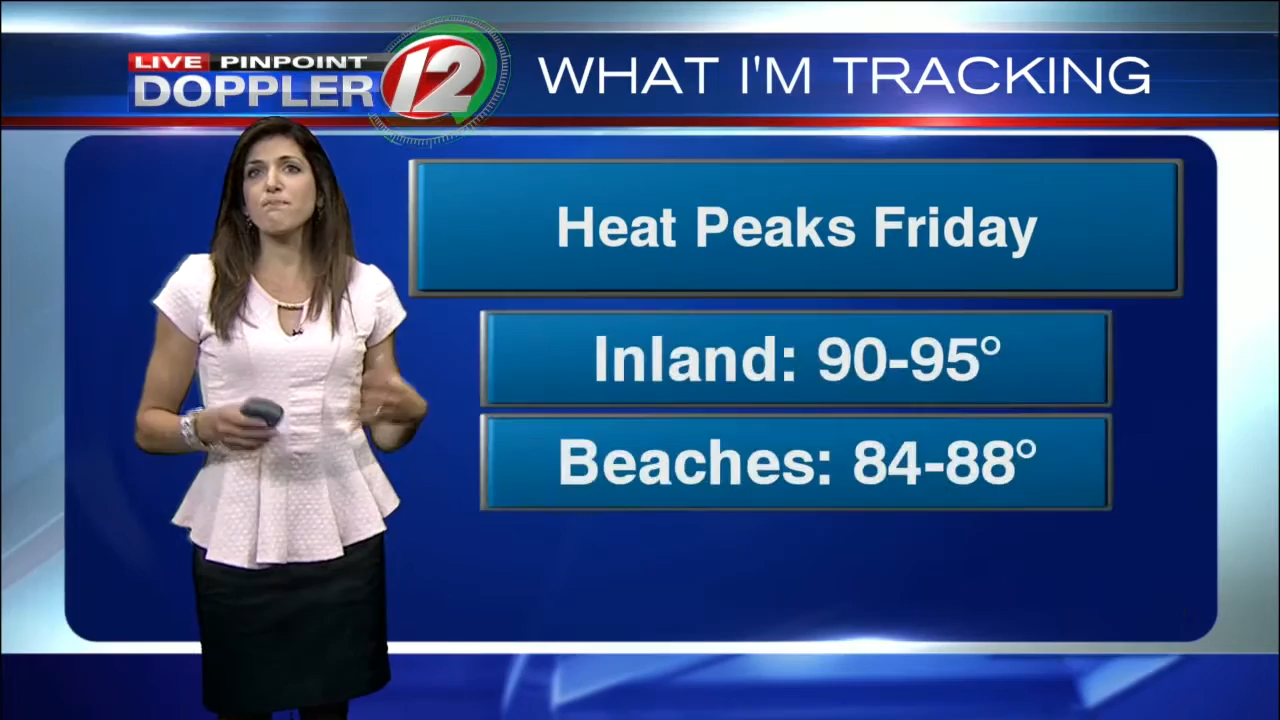 LIVE PINPOINT
DOPPLER 12
WHAT I'M TRACKING
Heat Peaks Friday
Inland: 90-95°
Beaches: 84-88°